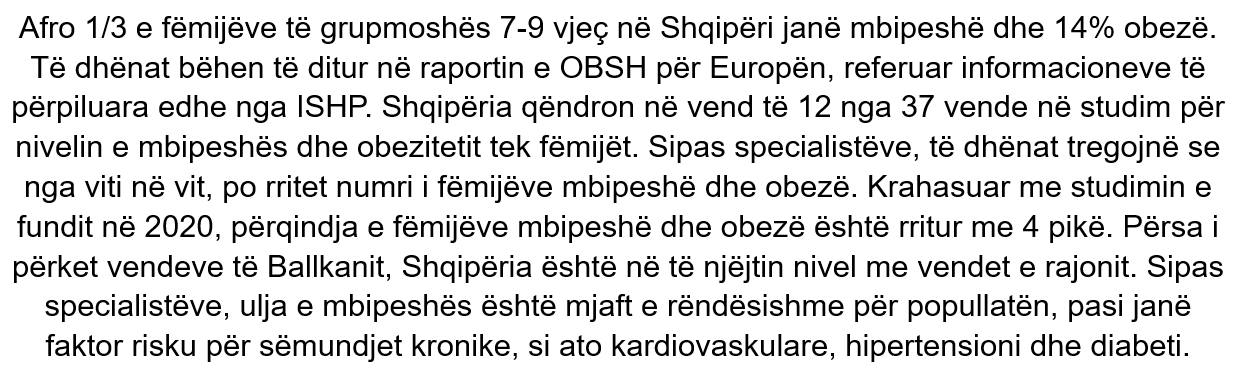 Afro 1/3 e fëmijëve të grupmoshës 7-9 vjeç në Shqipëri janë mbipeshë dhe 14% obezë.
Të dhënat bëhen të ditur në raportin e OBSH për Europën, referuar informacioneve të
përpiluara edhe nga ISHP. Shqipëria qëndron në vend të 12 nga 37 vende në studim për
nivelin e mbipeshës dhe obezitetit tek fëmijët. Sipas specialistëve, të dhënat tregojnë se
nga viti në vit, po rritet numri i fëmijëve mbipeshë dhe obezë. Krahasuar me studimin e
fundit në 2020, përqindja e fëmijëve mbipeshë dhe obezë është rritur me 4 pikë. Përsa i
përket vendeve të Ballkanit, Shqipëria është në të njëjtin nivel me vendet e rajonit. Sipas
specialistëve, ulja e mbipeshës është mjaft e rëndësishme për popullatën, pasi janë
faktor risku për sëmundjet kronike, si ato kardiovaskulare, hipertensioni dhe diabeti.